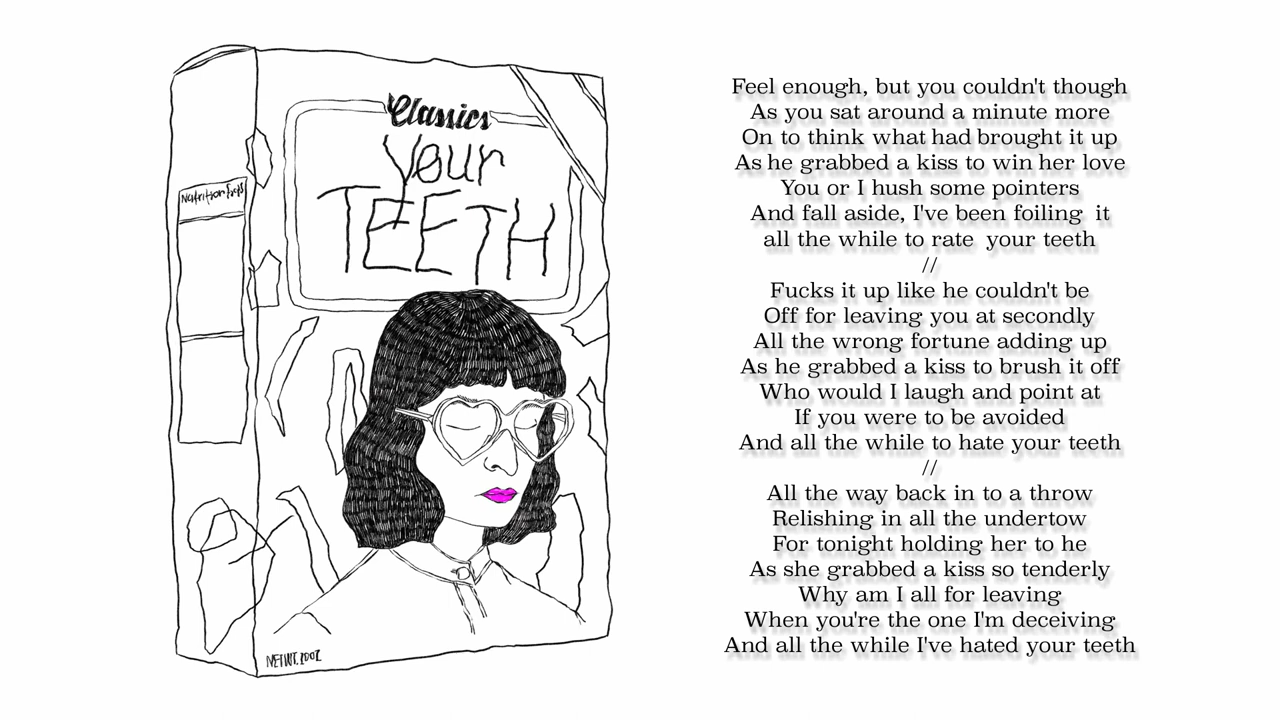 Classics
Your
TEETH
Nutrition Facts
NET WT. 200Z
Feel enough, but you couldn't though
As you sat around a minute more
On to think what had brought it up
As he grabbed a kiss to win her love
You or I hush some pointers
And fall aside, I've been foiling it
all the while to rate your teeth
//
Fucks it up like he couldn't be
Off for leaving you at secondly
All the wrong fortune adding up
As he grabbed a kiss to brush it off
Who would I laugh and point at
If you were to be avoided
And all the while to hate your teeth
//
All the way back in to a throw
Relishing in all the undertow
For tonight holding her to he
As she grabbed a kiss so tenderly
Why am I all for leaving
When you're the one I'm deceiving
And all the while I've hated your teeth